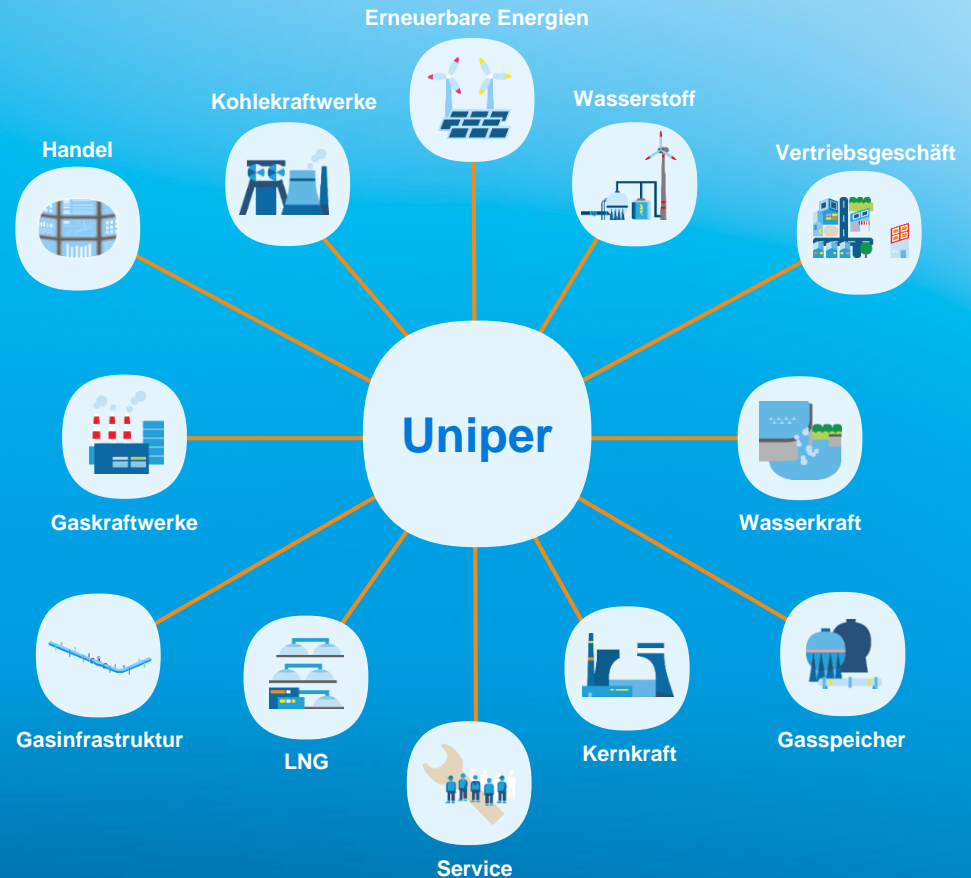 Erneuerbare Energien
Kohlekraftwerke
Wasserstoff
Handel
Vertriebsgeschäft
Uniper
Gaskraftwerke
Wasserkraft
Gasinfrastruktur
LNG
Kernkraft
Gasspeicher
Service